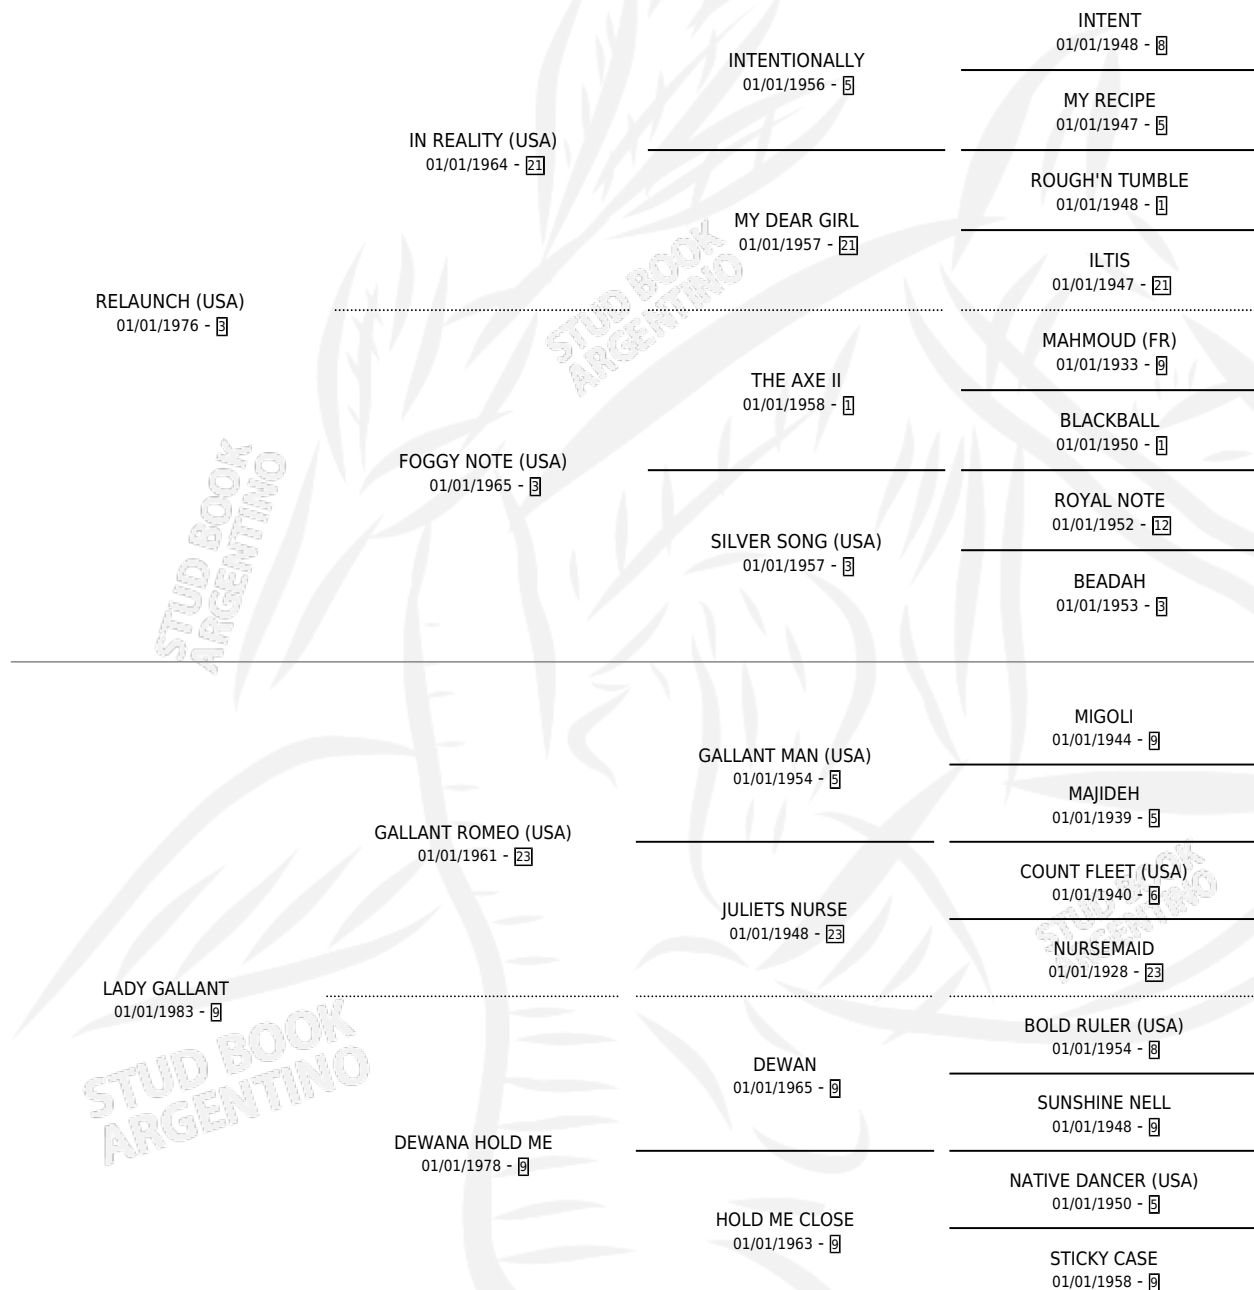 INTENT
01/01/1948 - 8
INTENTIONALLY
01/01/1956 - 5
MY RECIPE
01/01/1947 - 5
IN REALITY (USA)
01/01/1964 - 21
ROUGH'N TUMBLE
01/01/1948 - 1
MY DEAR GIRL
01/01/1957 - 21
ILTIS
01/01/1947 - 21
RELAUNCH (USA)
01/01/1976 - 3
MAHMOUD (FR)
01/01/1933 - 9
THE AXE II
01/01/1958 - 1
BLACKBALL
01/01/1950 - 1
FOGGY NOTE (USA)
01/01/1965 - 3
ROYAL NOTE
01/01/1952 - 12
SILVER SONG (USA)
01/01/1957 - 3
BEADAH
01/01/1953 - 3
MIGOLI
01/01/1944 - 9
GALLANT MAN (USA)
01/01/1954 - 5
MAJIDEH
01/01/1939 - 5
GALLANT ROMEO (USA)
01/01/1961 - 23
COUNT FLEET (USA)
01/01/1940 - 6
JULIETS NURSE
01/01/1948 - 23
NURSEMAID
01/01/1928 - 23
LADY GALLANT
01/01/1983 - 9
BOLD RULER (USA)
01/01/1954 - 8
DEWAN
01/01/1965 - 9
SUNSHINE NELL
01/01/1948 - 9
DEWANA HOLD ME
01/01/1978 - 9
NATIVE DANCER (USA)
01/01/1950 - 5
HOLD ME CLOSE
01/01/1963 - 9
STICKY CASE
01/01/1958 - 9
STUD BOOK
ARGENTINO
STUD BOOK
ARGENTINO
STUD BOOK
ARGENTINO
STUD BOOK
ARGENTINO